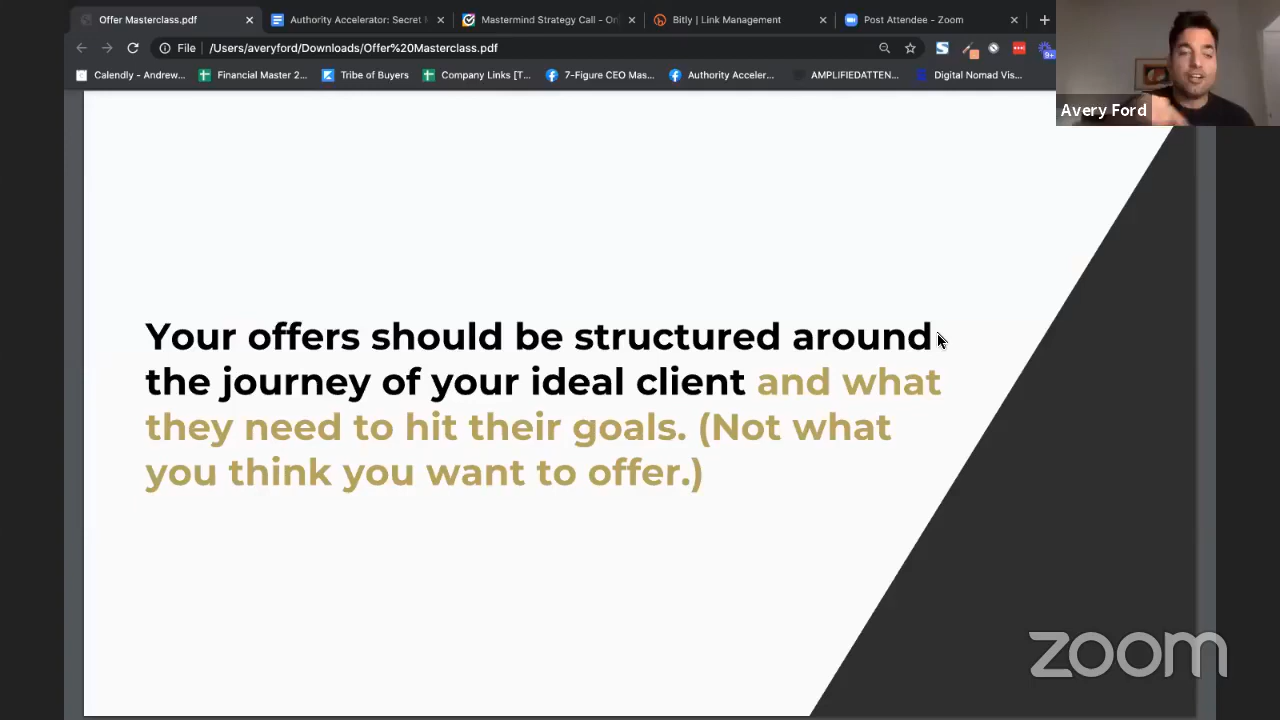 Offer Masterclass.pdf
Authority Accelerator: Secret
Mastermind Strategy Call - On
Bitly | Link Management
Post Attendee - Zoom
File
/Users/averyford/Downloads/Offer%20Masterclass.pdf
9+
Calendly - Andrew...
Financial Master 2...
Tribe of Buyers
Company Links [T...
7-Figure CEO Mas...
Authority Acceler...
AMPLIFIEDATTEN...
Digital Nomad Vis...
Avery Ford
Your offers should be structured around
the journey of your ideal client and what
they need to hit their goals. (Not what
you think you want to offer.)
zoom